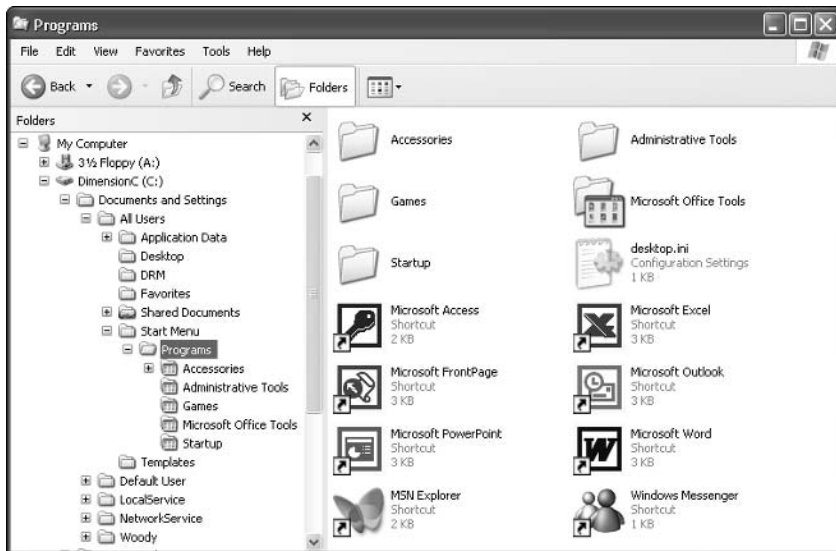 Programs
File Edit View Favorites Tools Help
Back Search Folders
Folders
My Computer
3½ Floppy (A:)
DimensionC (C:)
Documents and Settings
All Users
Application Data
Desktop
DRM
Favorites
Shared Documents
Start Menu
Programs
Accessories
Administrative Tools
Games
Microsoft Office Tools
Startup
Templates
Default User
LocalService
NetworkService
Woody
Accessories
Administrative Tools
Games
Microsoft Office Tools
Startup
desktop.ini
Configuration Settings
1 KB
Microsoft Access
Shortcut
2 KB
Microsoft Excel
Shortcut
3 KB
Microsoft FrontPage
Shortcut
3 KB
Microsoft Outlook
Shortcut
3 KB
Microsoft PowerPoint
Shortcut
3 KB
Microsoft Word
Shortcut
3 KB
MSN Explorer
Shortcut
2 KB
Windows Messenger
Shortcut
1 KB